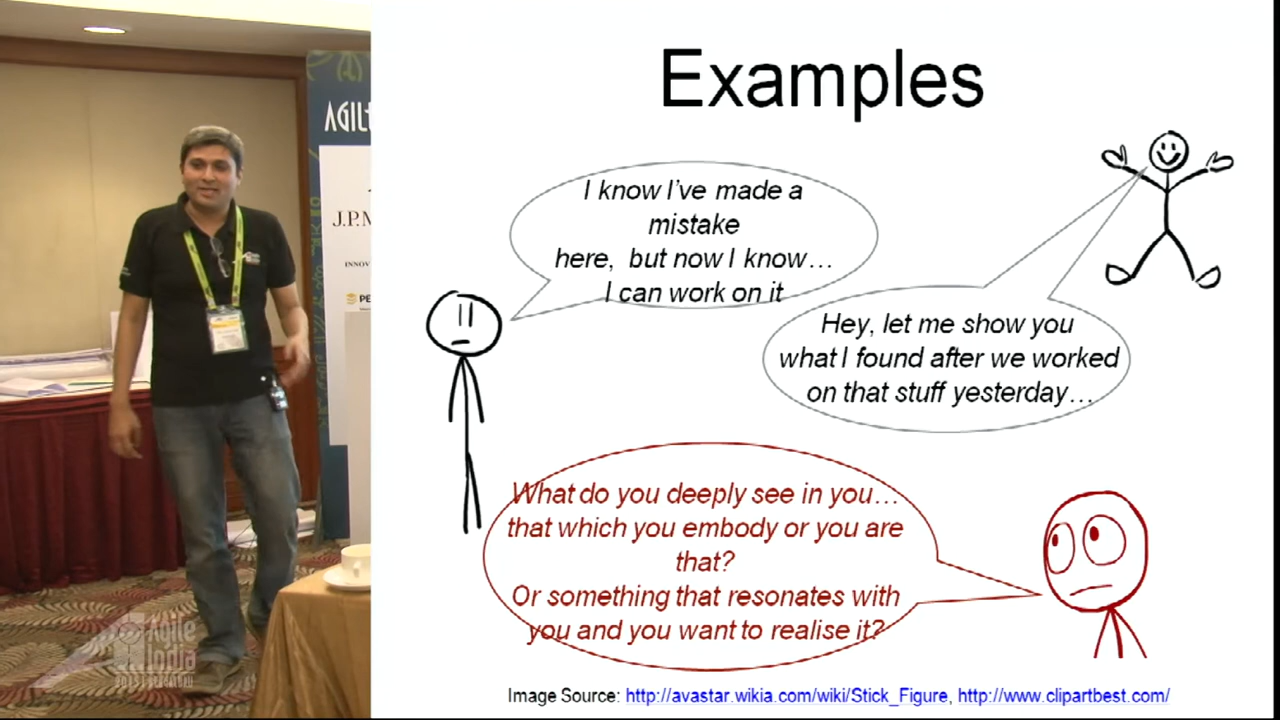 Examples
I know I've made a
mistake
here, but now I know…
I can work on it
Hey, let me show you
what I found after we worked
on that stuff yesterday…
What do you deeply see in you…
that which you embody or you are
that?
Or something that resonates with
you and you want to realise it?
Image Source: http://avastar.wikia.com/wiki/Stick_Figure, http://www.clipartbest.com/
AGIL
J.P.M
INNOV
PE
Agile
India